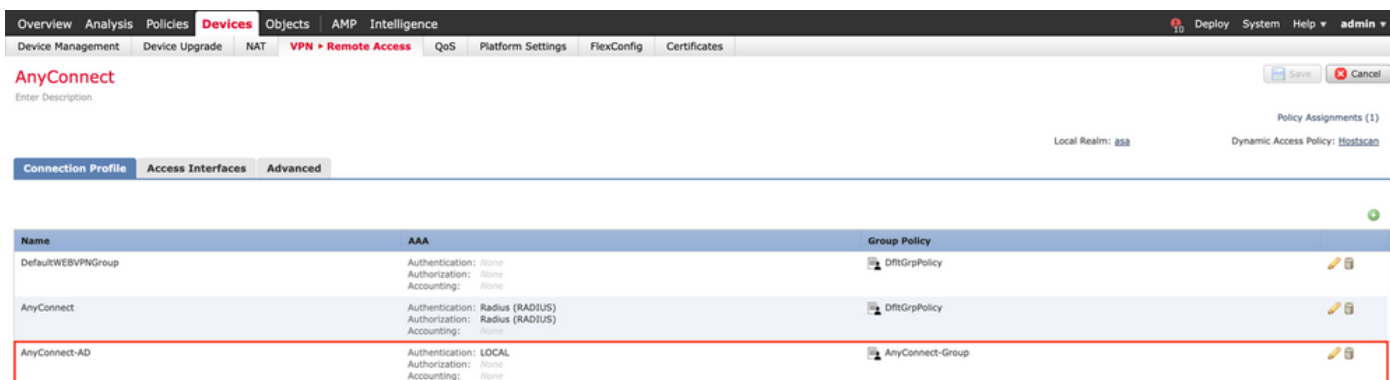 Overview Analysis Policies Devices Objects AMP Intelligence 10 Deploy System Help admin
Device Management Device Upgrade NAT VPN ▸ Remote Access QoS Platform Settings FlexConfig Certificates
AnyConnect Save Cancel
Enter Description
Policy Assignments (1)
Local Realm: asa Dynamic Access Policy: Hostscan
Connection Profile Access Interfaces Advanced
Name AAA Group Policy
DefaultWEBVPNGroup Authentication: None DfltGrpPolicy
Authorization: None
Accounting: None
AnyConnect Authentication: Radius (RADIUS) DfltGrpPolicy
Authorization: Radius (RADIUS)
Accounting: None
AnyConnect-AD Authentication: LOCAL AnyConnect-Group
Authorization: None
Accounting: None